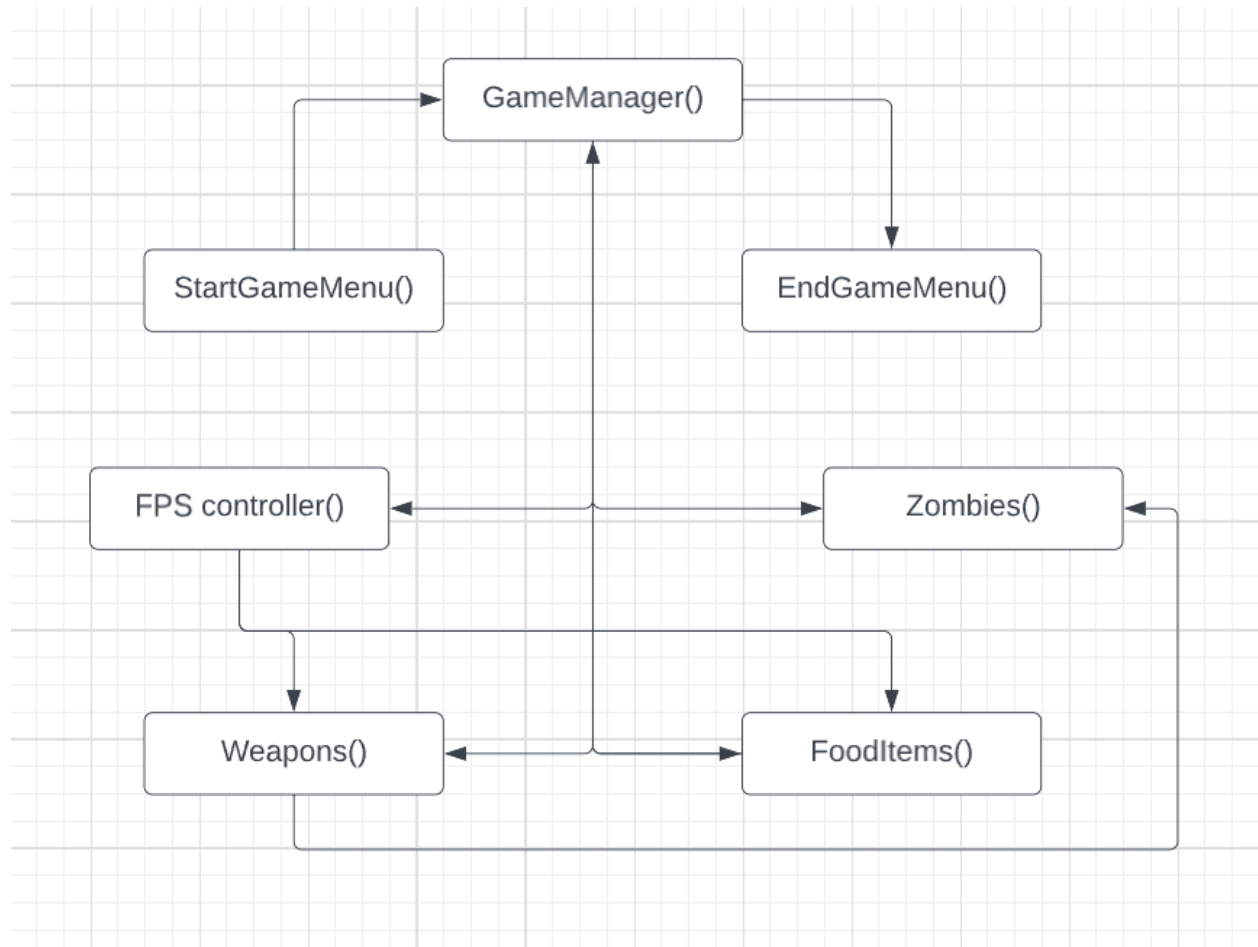 GameManager()
StartGameMenu()
EndGameMenu()
FPS controller()
Zombies()
Weapons()
FoodItems()